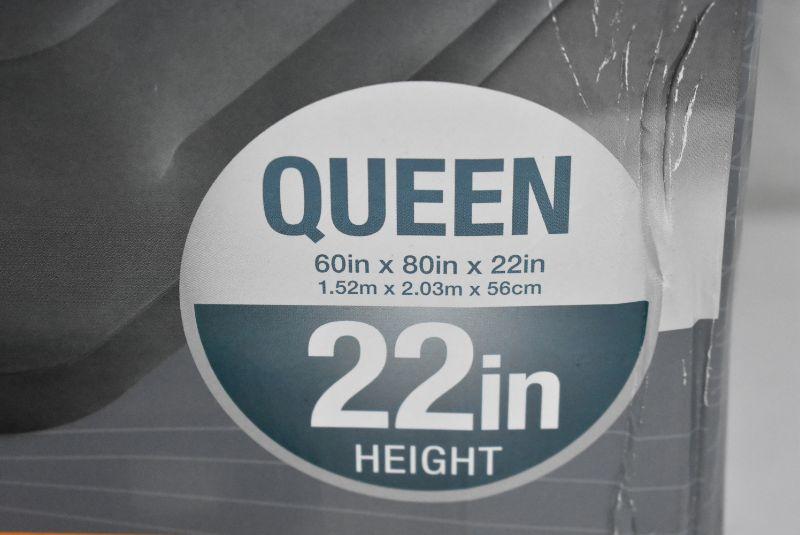 QUEEN
60in x 80in x 22in
1.52m x 2.03m x 56cm
22in
HEIGHT